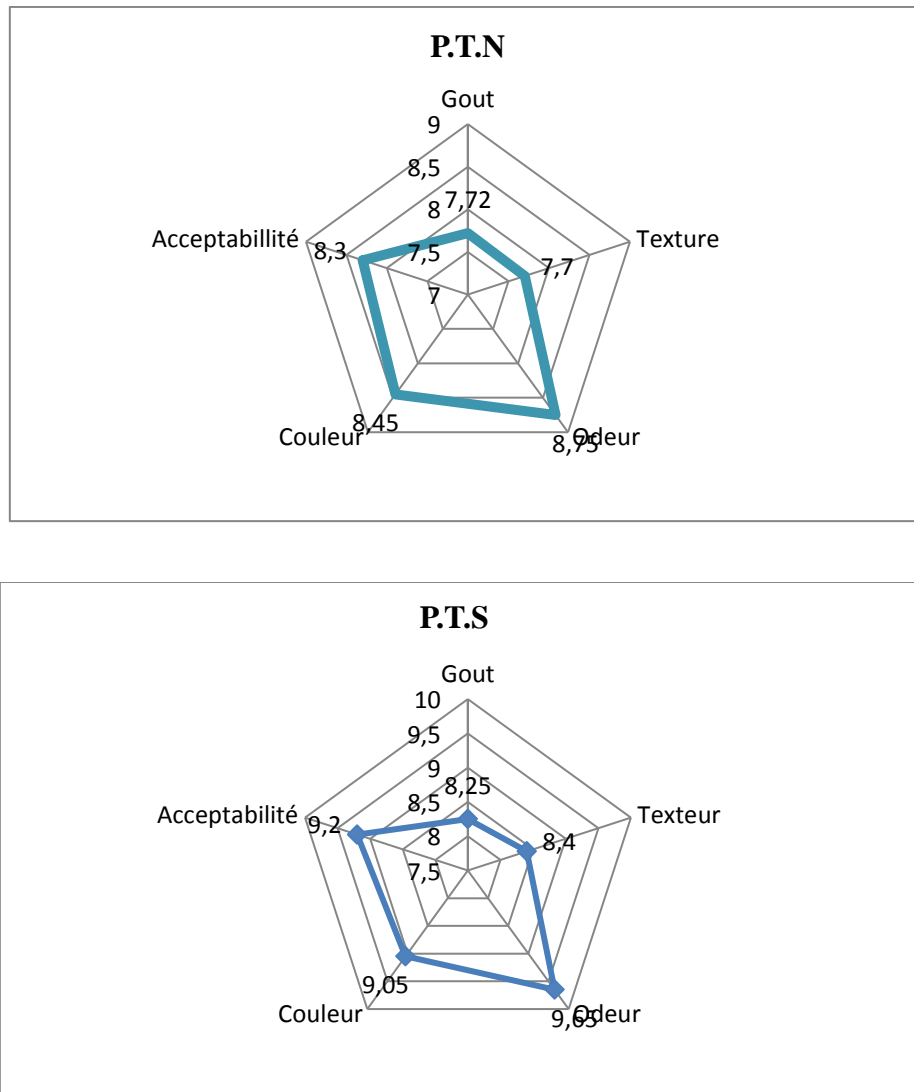 P.T.N
Gout
9
8,5
8
7,5
7
7,72
Texture
7,7
Odeur
8,75
Couleur
8,45
Acceptabillité
8,3
P.T.S
Gout
10
9,5
9
8,5
8
7,5
8,25
Texteur
8,4
Odeur
9,65
Couleur
9,05
Acceptabilité
9,2